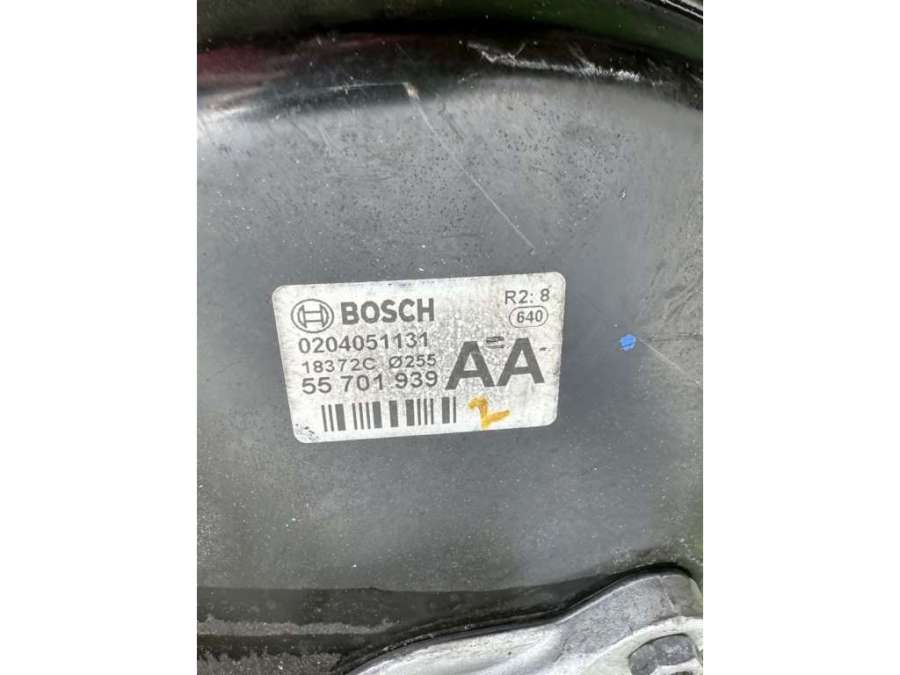 BOSCH
R2: 8
640
0204051131
18372C Ø255
55 701 939
AA
2